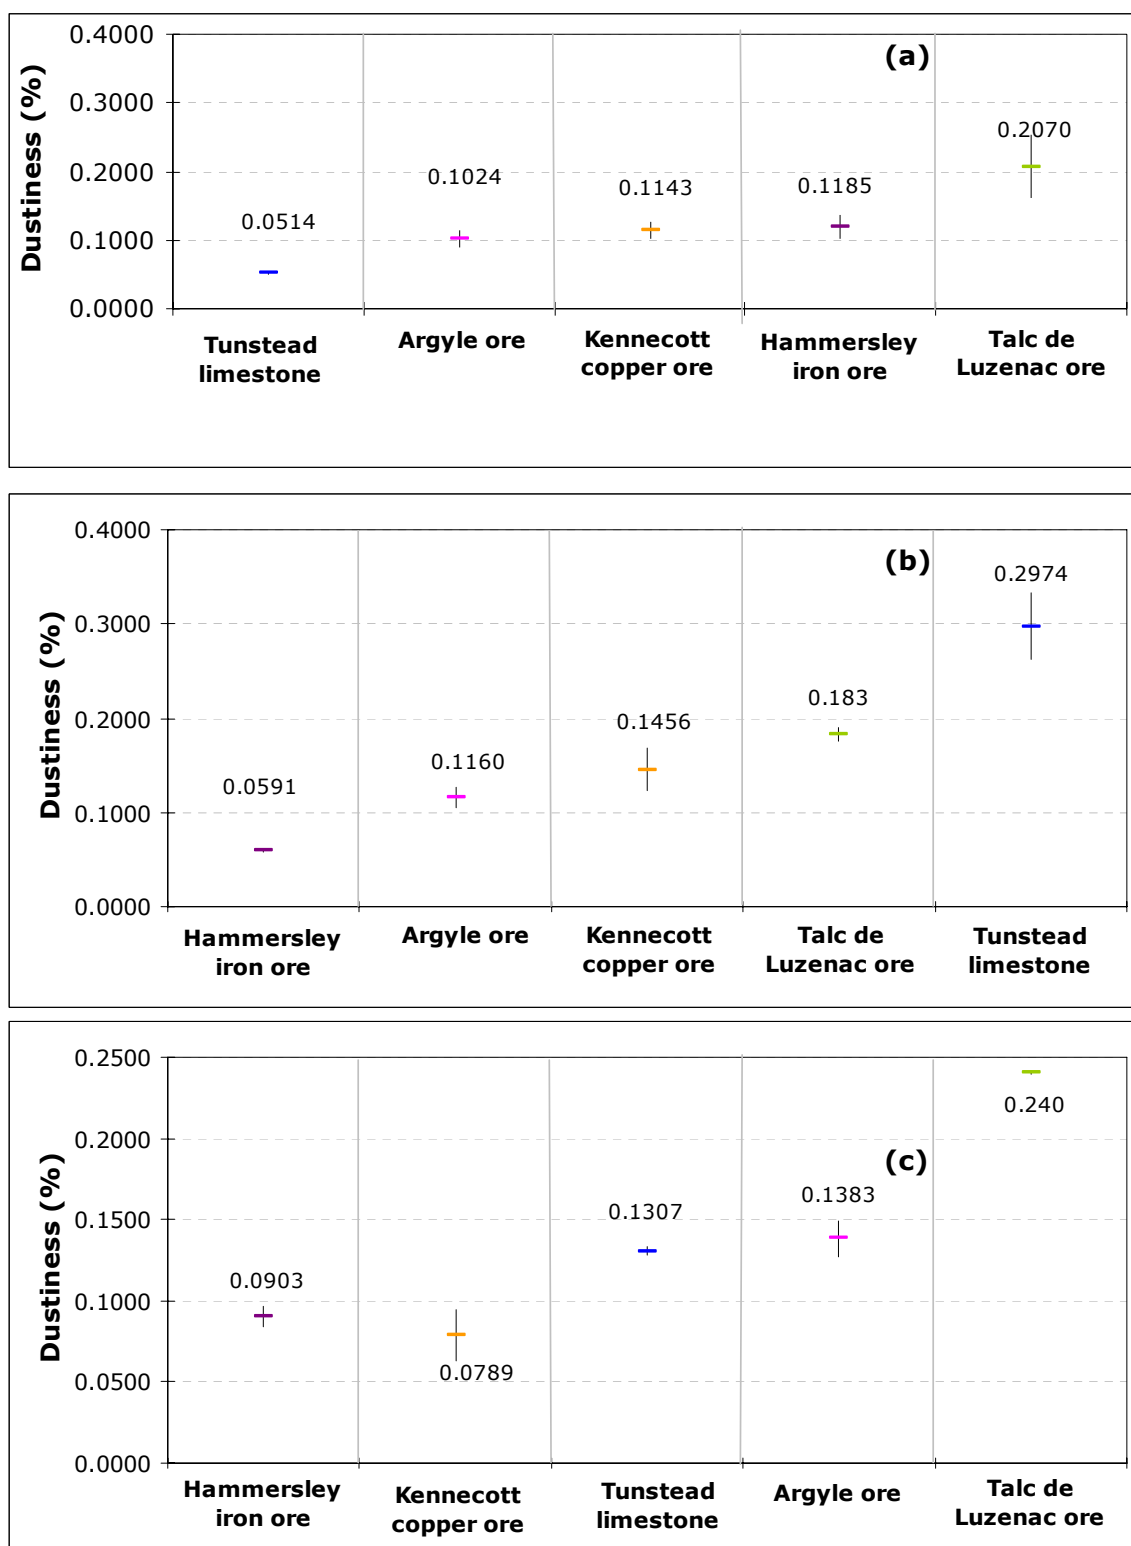 (a)
Dustiness (%)
0.4000
0.3000
0.2000
0.1000
0.0000
0.0514
0.1024
0.1143
0.1185
0.2070
Tunstead
limestone
Argyle ore
Kennecott
copper ore
Hammersley
iron ore
Talc de
Luzenac ore
(b)
Dustiness (%)
0.4000
0.3000
0.2000
0.1000
0.0000
0.0591
0.1160
0.1456
0.183
0.2974
Hammersley
iron ore
Argyle ore
Kennecott
copper ore
Talc de
Luzenac ore
Tunstead
limestone
(c)
Dustiness (%)
0.2500
0.2000
0.1500
0.1000
0.0500
0.0000
0.0903
0.0789
0.1307
0.1383
0.240
Hammersley
iron ore
Kennecott
copper ore
Tunstead
limestone
Argyle ore
Talc de
Luzenac ore